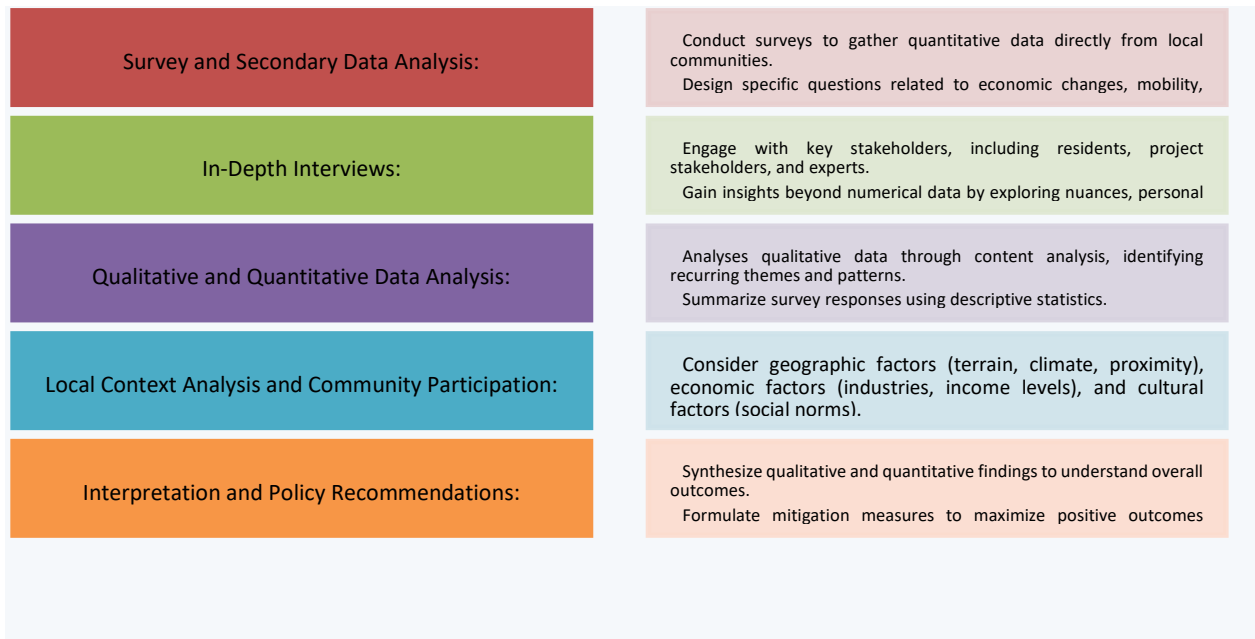 Survey and Secondary Data Analysis:
Conduct surveys to gather quantitative data directly from local
communities.
Design specific questions related to economic changes, mobility,
In-Depth Interviews:
Engage with key stakeholders, including residents, project
stakeholders, and experts.
Gain insights beyond numerical data by exploring nuances, personal
Qualitative and Quantitative Data Analysis:
Analyses qualitative data through content analysis, identifying
recurring themes and patterns.
Summarize survey responses using descriptive statistics.
Local Context Analysis and Community Participation:
Consider geographic factors (terrain, climate, proximity),
economic factors (industries, income levels), and cultural
factors (social norms).
Interpretation and Policy Recommendations:
Synthesize qualitative and quantitative findings to understand overall
outcomes.
Formulate mitigation measures to maximize positive outcomes